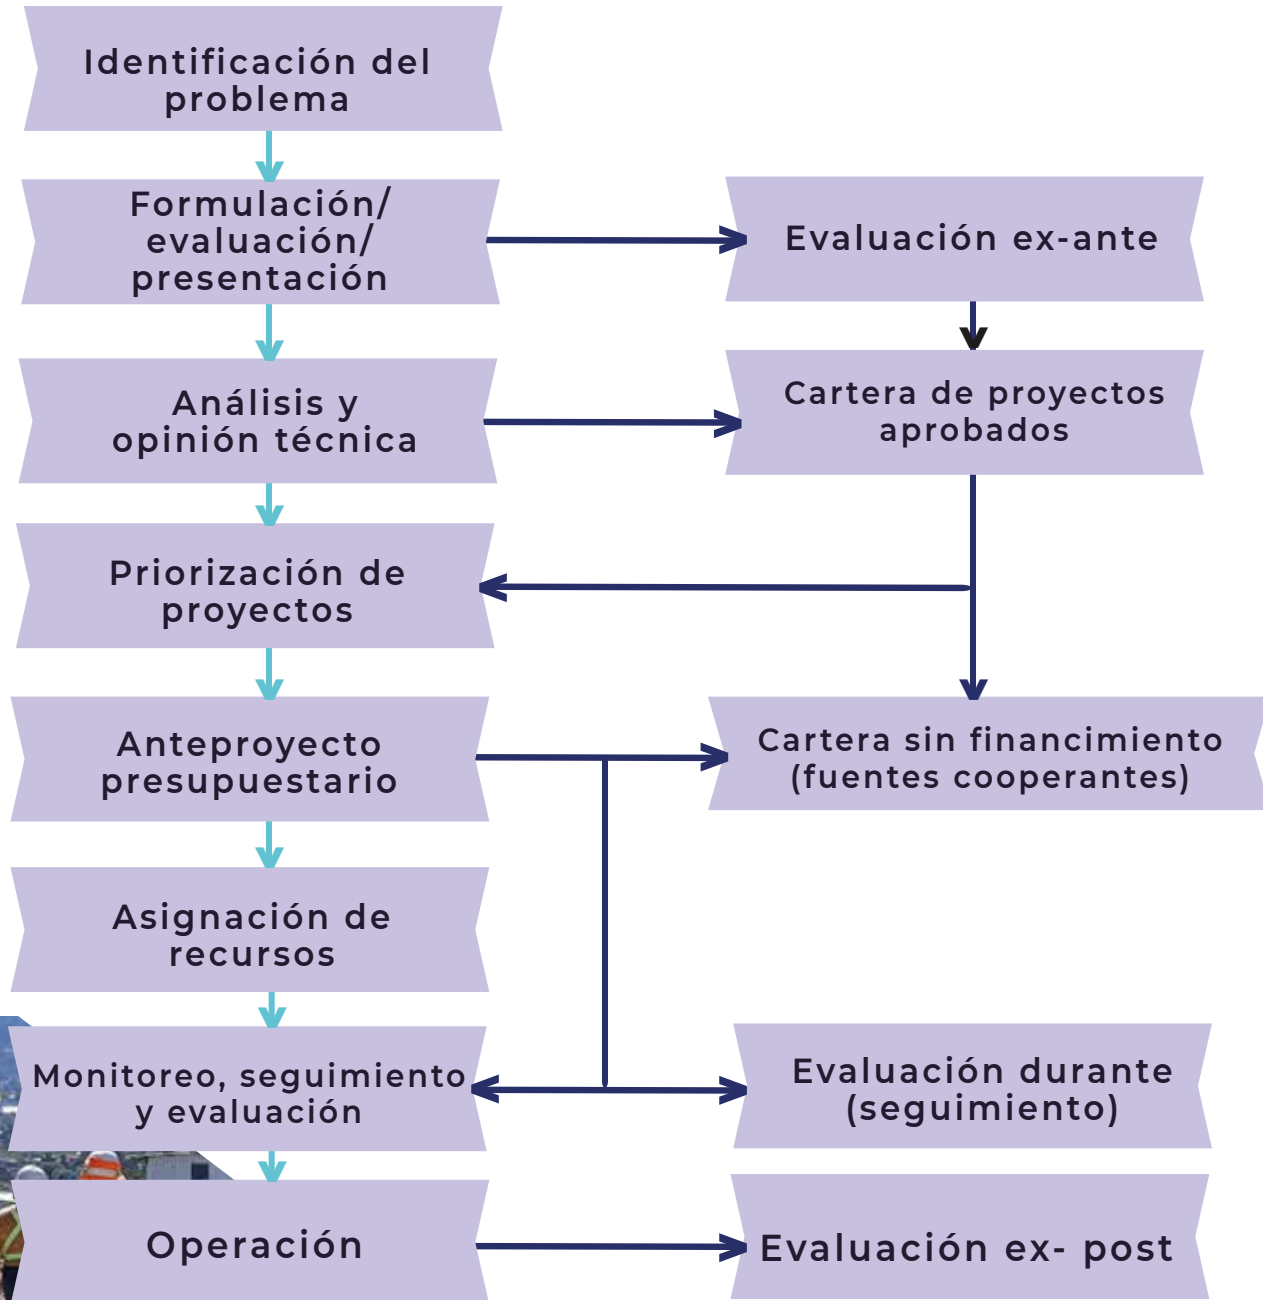 Identificación del
problema
Formulación/
evaluación/
presentación
Evaluación ex-ante
Análisis y
opinión técnica
Cartera de proyectos
aprobados
Priorización de
proyectos
Anteproyecto
presupuestario
Cartera sin financimiento
(fuentes cooperantes)
Asignación de
recursos
Monitoreo, seguimiento
y evaluación
Evaluación durante
(seguimiento)
Operación
Evaluación ex- post